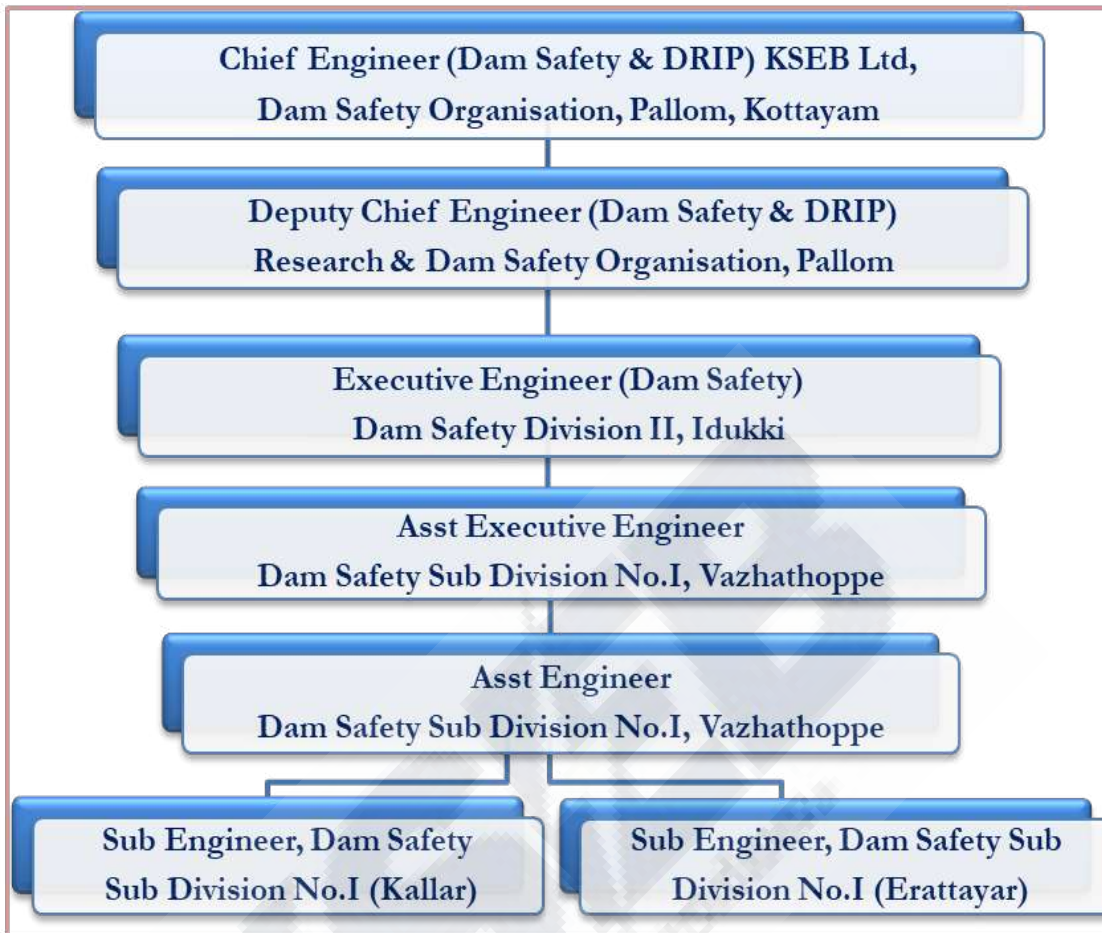 Chief Engineer (Dam Safety & DRIP) KSEB Ltd,
Dam Safety Organisation, Pallom, Kottayam
Deputy Chief Engineer (Dam Safety & DRIP)
Research & Dam Safety Organisation, Pallom
Executive Engineer (Dam Safety)
Dam Safety Division II, Idukki
Asst Executive Engineer
Dam Safety Sub Division No.I, Vazhathoppe
Asst Engineer
Dam Safety Sub Division No.I, Vazhathoppe
Sub Engineer, Dam Safety
Sub Division No.I (Kallar)
Sub Engineer, Dam Safety Sub
Division No.I (Erattayar)